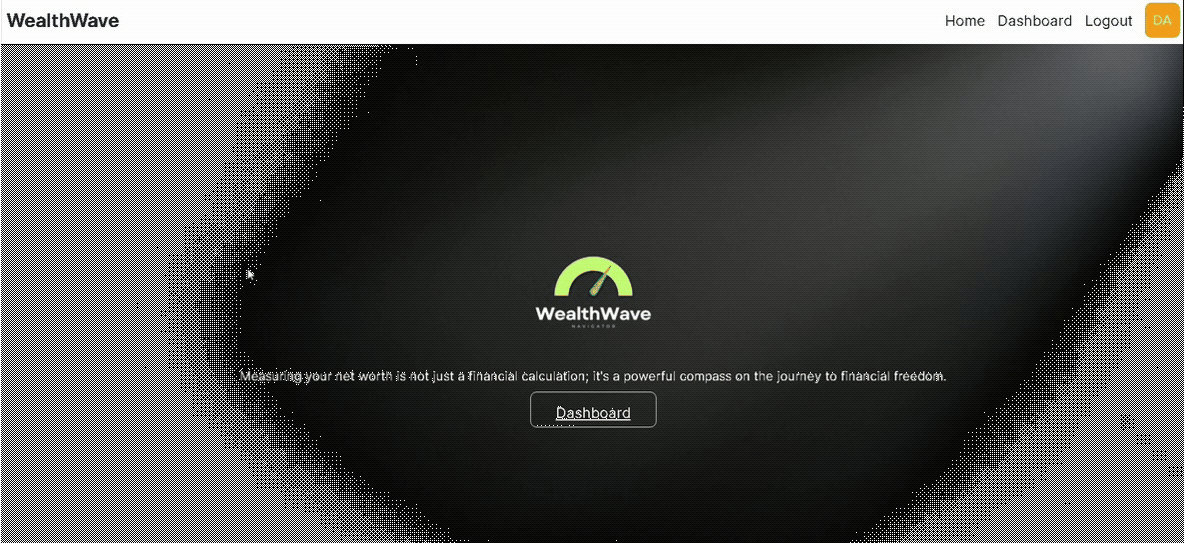 WealthWave
Home Dashboard Logout DA
WealthWave
NAVIGATOR
Measuring your net worth is not just a financial calculation; it's a powerful compass on the journey to financial freedom.
Dashboard